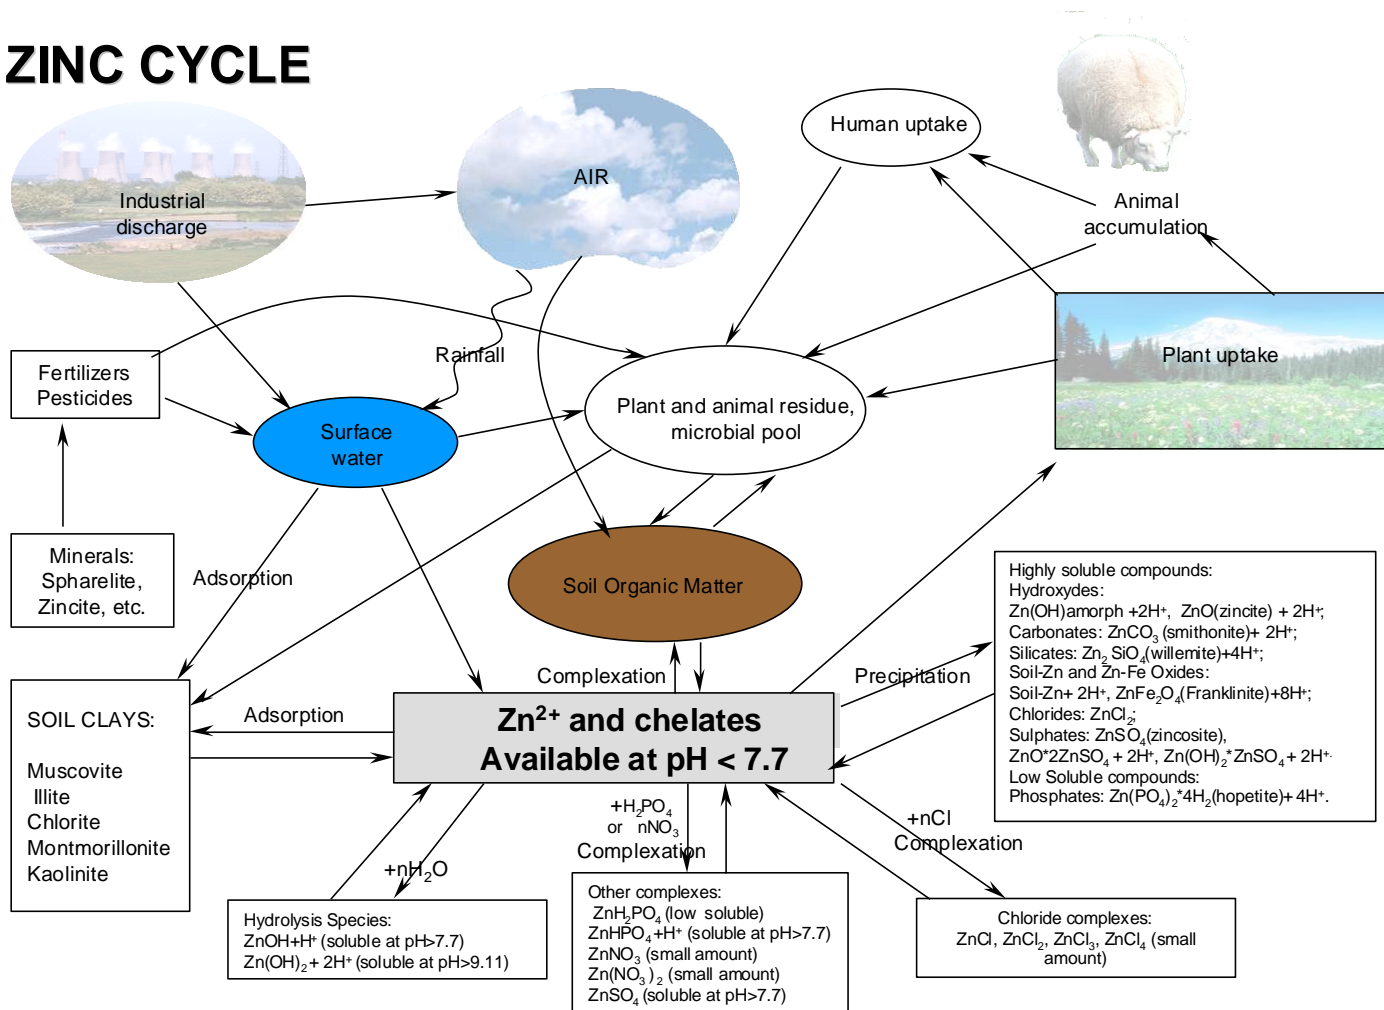 ZINC CYCLE
Industrial
discharge
AIR
Human uptake
Animal
accumulation
Plant uptake
Rainfall
Fertilizers
Pesticides
Surface
water
Plant and animal residue,
microbial pool
Minerals:
Spharelite,
Zincite, etc.
Adsorption
Soil Organic Matter
Highly soluble compounds:
Hydroxydes:
Zn(OH)amorph +2H⁺, ZnO(zincite) + 2H⁺;
Carbonates: ZnCO₃ (smithonite)+ 2H⁺;
Silicates: Zn₂ SiO₄(willemite)+4H⁺;
Soil-Zn and Zn-Fe Oxides:
Soil-Zn+ 2H⁺, ZnFe₂O₄(Franklinite)+8H⁺;
Chlorides: ZnCl₂;
Sulphates: ZnSO₄(zincosite),
ZnO*2ZnSO₄ + 2H⁺, Zn(OH)₂*ZnSO₄ + 2H⁺.
Low Soluble compounds:
Phosphates: Zn(PO₄)₂*4H₂(hopetite)+ 4H⁺.
Complexation
Precipitation
SOIL CLAYS:
Muscovite
Illite
Chlorite
Montmorillonite
Kaolinite
Adsorption
Zn²⁺ and chelates
Available at pH < 7.7
+H₂PO₄
or nNO₃
Complexation
+nCl
Complexation
+nH₂O
Hydrolysis Species:
ZnOH+H⁺ (soluble at pH>7.7)
Zn(OH)₂ + 2H⁺ (soluble at pH>9.11)
Other complexes:
ZnH₂PO₄ (low soluble)
ZnHPO₄ +H⁺ (soluble at pH>7.7)
ZnNO₃ (small amount)
Zn(NO₃)₂ (small amount)
ZnSO₄ (soluble at pH>7.7)
Chloride complexes:
ZnCl, ZnCl₂, ZnCl₃, ZnCl₄ (small
amount)